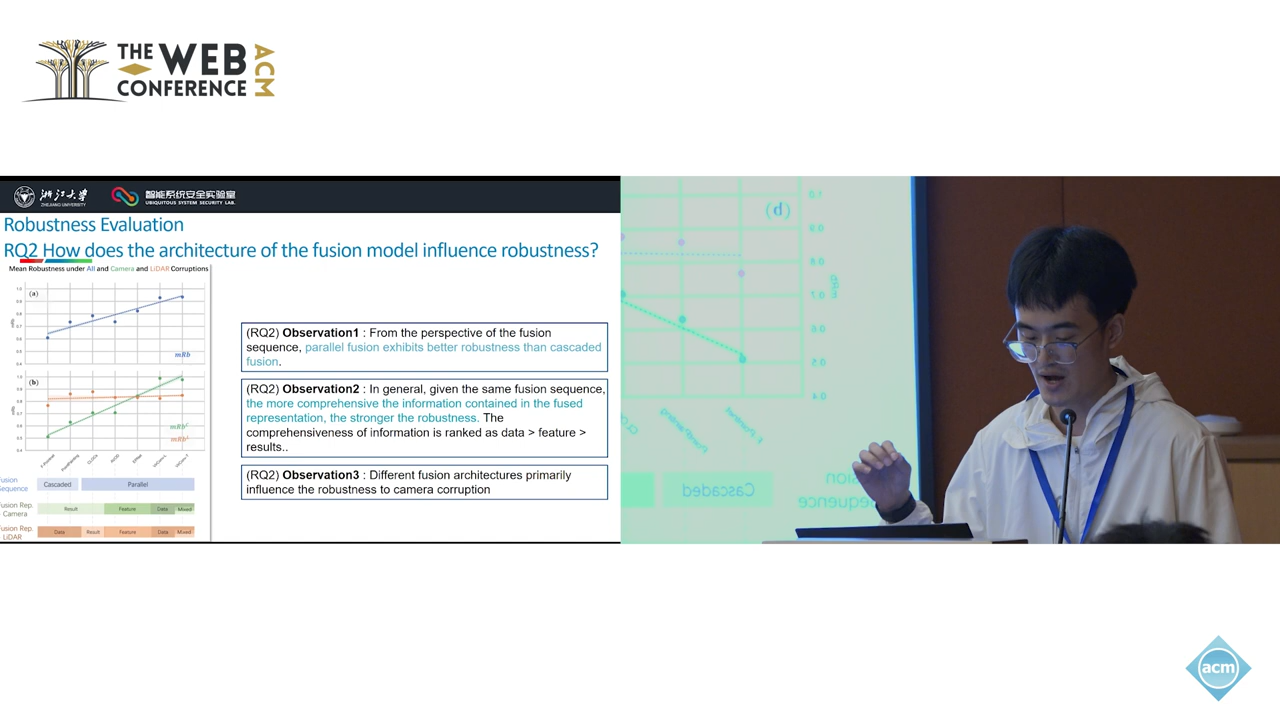 THE WEB
CONFERENCE
ACM
浙江大学
ZHEJIANG UNIVERSITY
智能系统安全实验室
UBIQUITOUS SYSTEM SECURITY LAB.
Robustness Evaluation
RQ2 How does the architecture of the fusion model influence robustness?
Mean Robustness under All and Camera and LiDAR Corruptions
(a)
mRb
(b)
Fusion
Sequence
Cascaded
Parallel
Fusion Rep.
Camera
Result
Feature
Data
Mixed
Fusion Rep.
LiDAR
Data
Result
Feature
Data
Mixed
(RQ2) Observation1 : From the perspective of the fusion
sequence, parallel fusion exhibits better robustness than cascaded
fusion.
(RQ2) Observation2 : In general, given the same fusion sequence,
the more comprehensive the information contained in the fused
representation, the stronger the robustness. The
comprehensiveness of information is ranked as data > feature >
results..
(RQ2) Observation3 : Different fusion architectures primarily
influence the robustness to camera corruption
(d)
Cascaded
acm